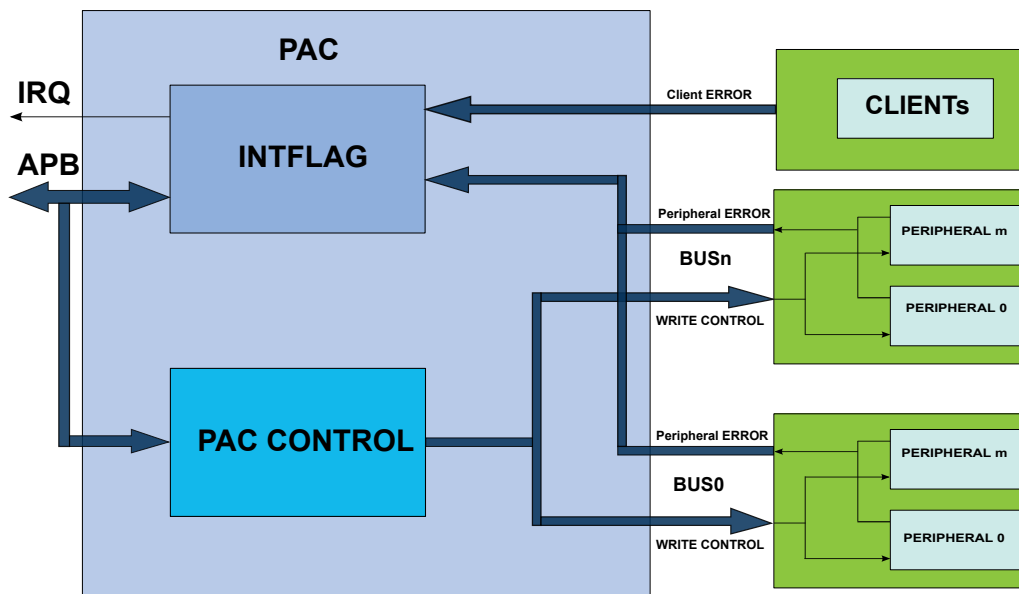 PAC
IRQ
Client ERROR
CLIENTs
INTFLAG
APB
Peripheral ERROR
PERIPHERAL m
BUSn
PERIPHERAL 0
WRITE CONTROL
PAC CONTROL
Peripheral ERROR
PERIPHERAL m
BUS0
PERIPHERAL 0
WRITE CONTROL